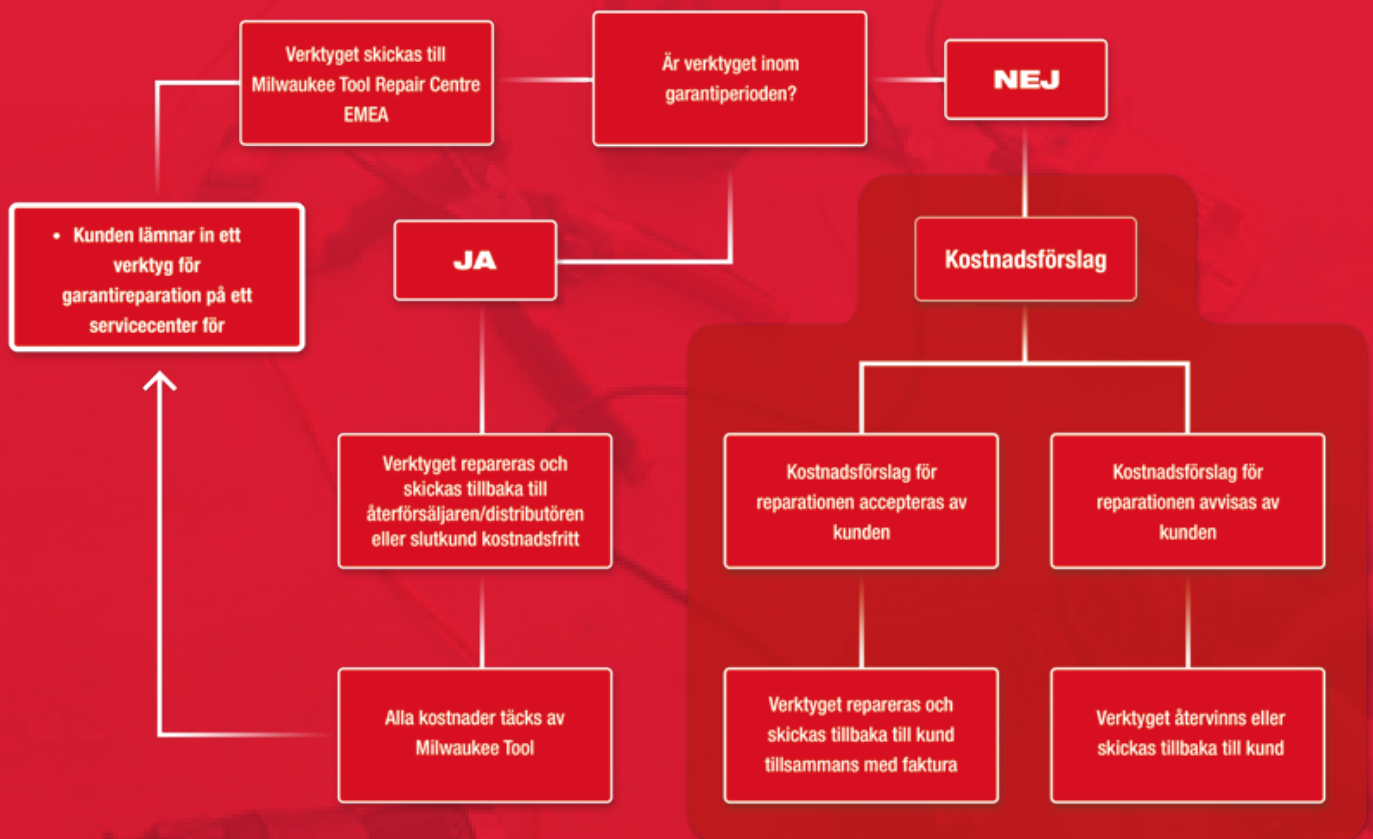 Verktyget skickas till
Milwaukee Tool Repair Centre
EMEA
Är verktyget inom
garantiperioden?
NEJ
• Kunden lämnar in ett
verktyg för
garantireparation på ett
servicecenter för
JA
Kostnadsförslag
Verktyget repareras och
skickas tillbaka till
återförsäljaren/distributören
eller slutkund kostnadsfritt
Kostnadsförslag för
reparationen accepteras av
kunden
Kostnadsförslag för
reparationen avvisas av
kunden
Alla kostnader täcks av
Milwaukee Tool
Verktyget repareras och
skickas tillbaka till kund
tillsammans med faktura
Verktyget återvinns eller
skickas tillbaka till kund